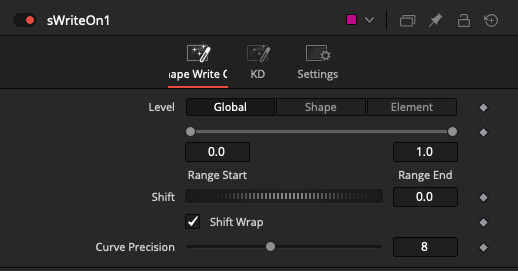 sWriteOn1
ape Write O
KD
Settings
Level
Global
Shape
Element
0.0
1.0
Range Start
Range End
Shift
0.0
Shift Wrap
Curve Precision
8